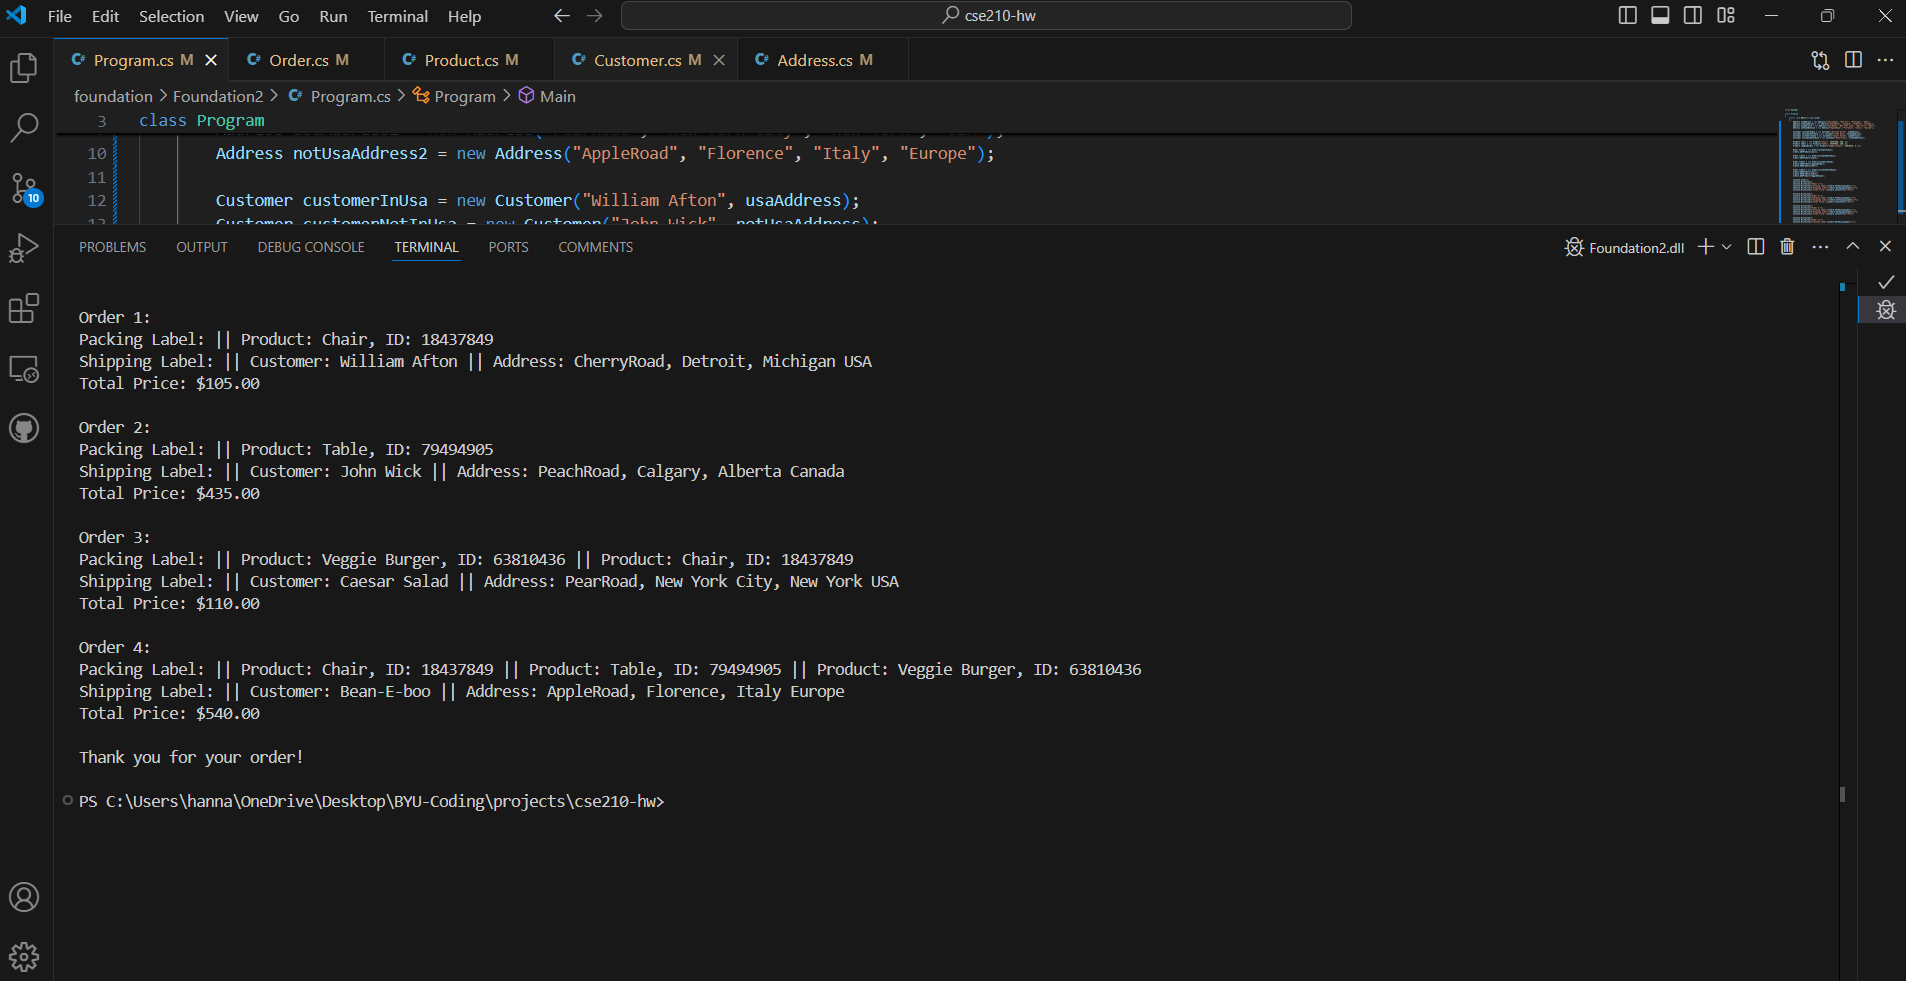 File Edit Selection View Go Run Terminal Help cse210-hw
Program.cs M Order.cs M Product.cs M Customer.cs M Address.cs M
foundation > Foundation2 > Program.cs > Program > Main
3 class Program
10 Address notUsaAddress2 = new Address("AppleRoad", "Florence", "Italy", "Europe");
11
12 Customer customerInUsa = new Customer("William Afton", usaAddress);
13 Customer customerNotInUsa = new Customer("John Wick", notUsaAddress);
10
PROBLEMS OUTPUT DEBUG CONSOLE TERMINAL PORTS COMMENTS Foundation2.dll
Order 1:
Packing Label: || Product: Chair, ID: 18437849
Shipping Label: || Customer: William Afton || Address: CherryRoad, Detroit, Michigan USA
Total Price: $105.00
Order 2:
Packing Label: || Product: Table, ID: 79494905
Shipping Label: || Customer: John Wick || Address: PeachRoad, Calgary, Alberta Canada
Total Price: $435.00
Order 3:
Packing Label: || Product: Veggie Burger, ID: 63810436 || Product: Chair, ID: 18437849
Shipping Label: || Customer: Caesar Salad || Address: PearRoad, New York City, New York USA
Total Price: $110.00
Order 4:
Packing Label: || Product: Chair, ID: 18437849 || Product: Table, ID: 79494905 || Product: Veggie Burger, ID: 63810436
Shipping Label: || Customer: Bean-E-boo || Address: AppleRoad, Florence, Italy Europe
Total Price: $540.00
Thank you for your order!
PS C:\Users\hanna\OneDrive\Desktop\BYU-Coding\projects\cse210-hw>